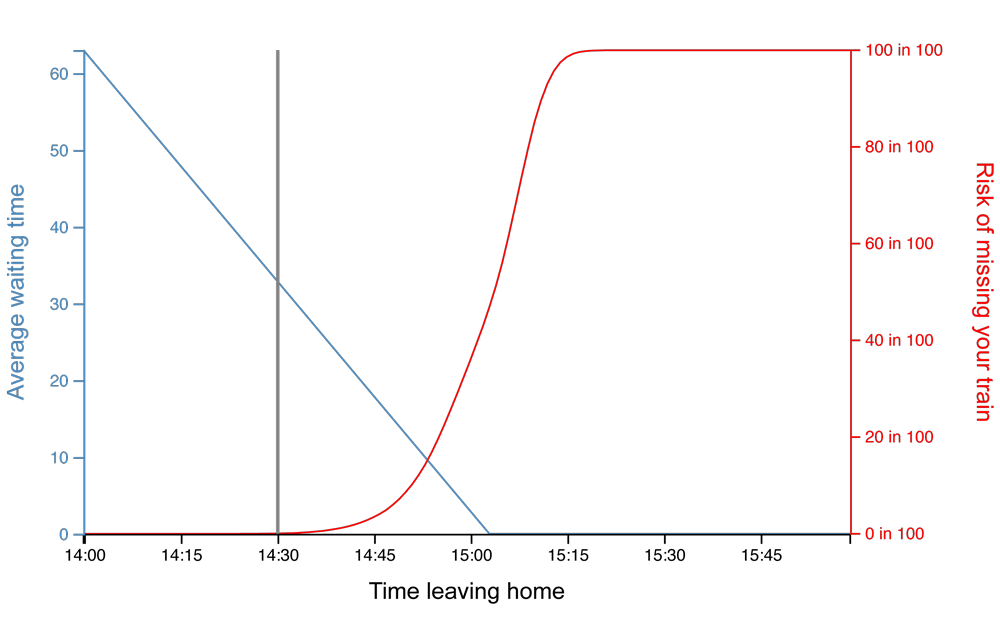 Average waiting time
60
50
40
30
20
10
0
100 in 100
80 in 100
60 in 100
40 in 100
20 in 100
0 in 100
Risk of missing your train
14:00 14:15 14:30 14:45 15:00 15:15 15:30 15:45
Time leaving home